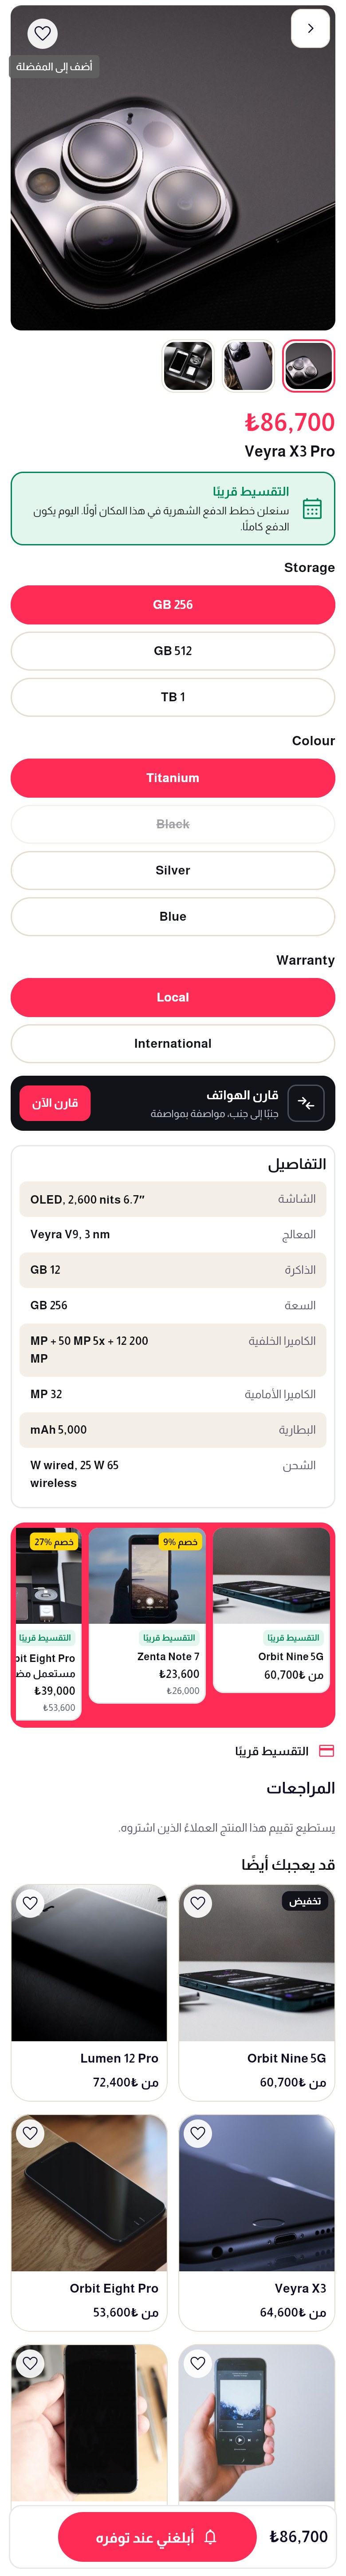 أضف إلى المفضلة
₺86,700
Veyra X3 Pro
التقسيط قريبًا
سنعلن خطط الدفع الشهرية في هذا المكان أولًا. اليوم يكون
الدفع كاملًا.
Storage
GB 256
GB 512
TB 1
Colour
Titanium
Black
Silver
Blue
Warranty
Local
International
قارن الهواتف
جنبًا إلى جنب، مواصفة بمواصفة
قارن الآن
التفاصيل
الشاشة
OLED, 2,600 nits 6.7″
المعالج
Veyra V9, 3 nm
الذاكرة
GB 12
السعة
GB 256
الكاميرا الخلفية
MP + 50 MP 5x + 12 200
MP
الكاميرا الأمامية
MP 32
البطارية
mAh 5,000
الشحن
W wired, 25 W 65
wireless
التقسيط قريبًا
Orbit Nine 5G
من ₺60,700
خصم 9%
التقسيط قريبًا
Zenta Note 7
₺23,600
₺26,000
خصم 27%
التقسيط قريبًا
bit Eight Pro
مستعمل
₺39,000
₺53,600
التقسيط قريبًا
المراجعات
يستطيع تقييم هذا المنتج العملاءُ الذين اشتروه.
قد يعجبك أيضًا
تخفيض
Orbit Nine 5G
من ₺60,700
Lumen 12 Pro
من ₺72,400
Veyra X3
من ₺64,600
Orbit Eight Pro
من ₺53,600
₺86,700
أبلغني عند توفره